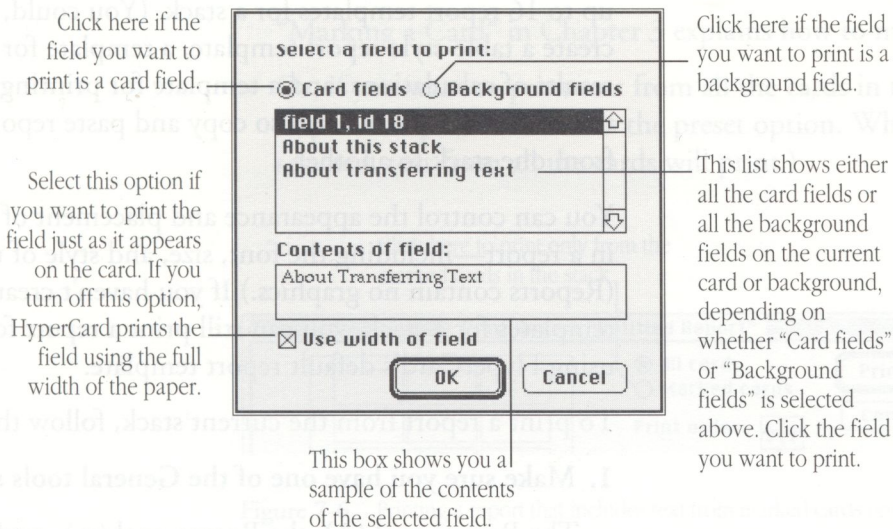 Click here if the
field you want to
print is a card field.
Select this option if
you want to print the
field just as it appears
on the card. If you
turn off this option,
HyperCard prints the
field using the full
width of the paper.
Select a field to print:
Card fields Background fields
field 1, id 18
About this stack
About transferring text
Contents of field:
About Transferring Text
Use width of field
OK Cancel
This box shows you a
sample of the contents
of the selected field.
Click here if the field
you want to print is a
background field.
This list shows either
all the card fields or
all the background
fields on the current
card or background,
depending on
whether “Card fields”
or “Background
fields” is selected
above. Click the field
you want to print.